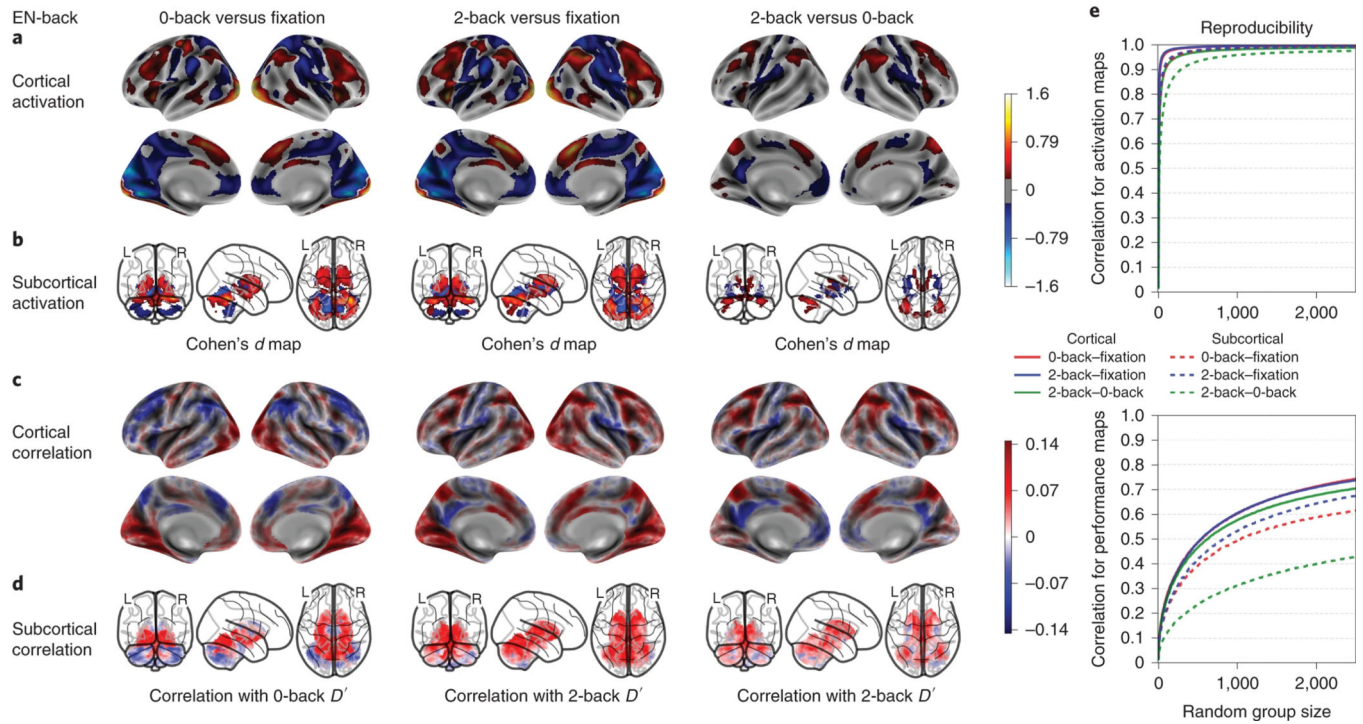 EN-back
0-back versus fixation
2-back versus fixation
2-back versus 0-back
a
Cortical
activation
1.6
0.79
0
−0.79
−1.6
b
Subcortical
activation
L R
L R
L R
L R
L R
L R
Cohen's d map
Cohen's d map
Cohen's d map
c
Cortical
correlation
0.14
0.07
0
−0.07
−0.14
d
Subcortical
correlation
L R
L R
L R
L R
L R
L R
Correlation with 0-back D′
Correlation with 2-back D′
Correlation with 2-back D′
e
Reproducibility
Correlation for activation maps
1.0
0.9
0.8
0.7
0.6
0.5
0.4
0.3
0.2
0.1
0
0 1,000 2,000
Cortical Subcortical
0-back–fixation 0-back–fixation
2-back–fixation 2-back–fixation
2-back–0-back 2-back–0-back
Correlation for performance maps
1.0
0.9
0.8
0.7
0.6
0.5
0.4
0.3
0.2
0.1
0
0 1,000 2,000
Random group size